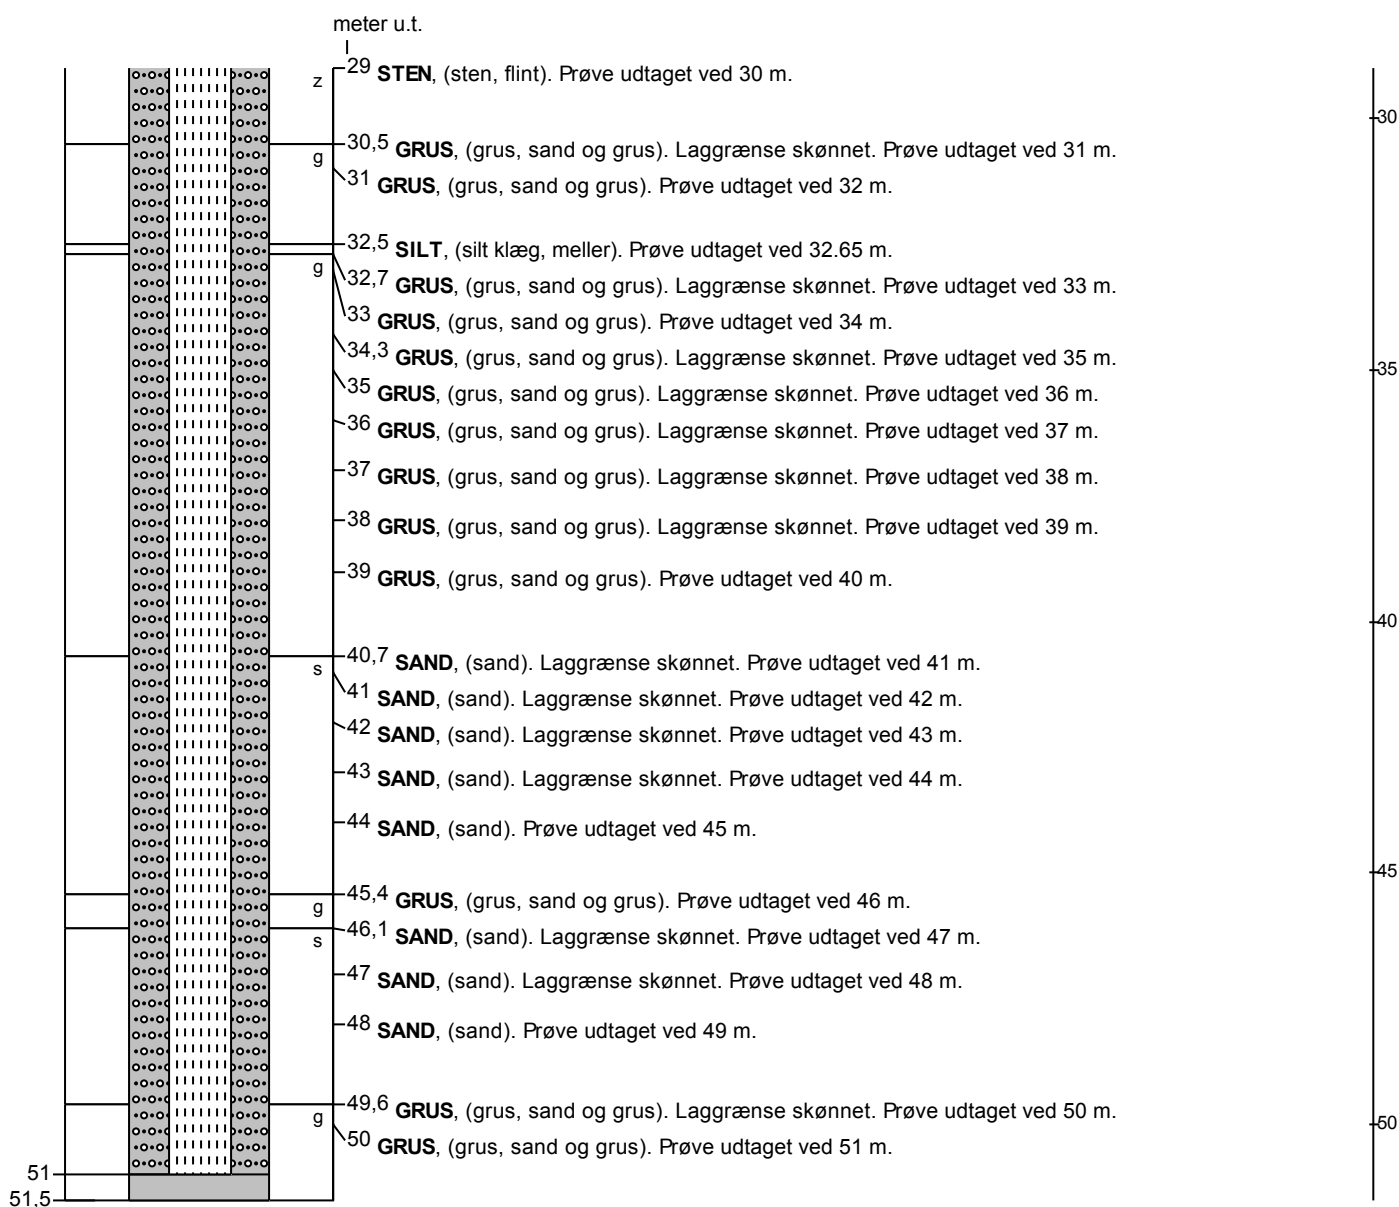 meter u.t.
29 STEN, (sten, flint). Prøve udtaget ved 30 m.
z
30
30,5 GRUS, (grus, sand og grus). Laggrænse skønnet. Prøve udtaget ved 31 m.
g
31 GRUS, (grus, sand og grus). Prøve udtaget ved 32 m.
32,5 SILT, (silt klæg, meller). Prøve udtaget ved 32.65 m.
g
32,7 GRUS, (grus, sand og grus). Laggrænse skønnet. Prøve udtaget ved 33 m.
33 GRUS, (grus, sand og grus). Prøve udtaget ved 34 m.
34,3 GRUS, (grus, sand og grus). Laggrænse skønnet. Prøve udtaget ved 35 m.
35
35 GRUS, (grus, sand og grus). Laggrænse skønnet. Prøve udtaget ved 36 m.
36 GRUS, (grus, sand og grus). Laggrænse skønnet. Prøve udtaget ved 37 m.
37 GRUS, (grus, sand og grus). Laggrænse skønnet. Prøve udtaget ved 38 m.
38 GRUS, (grus, sand og grus). Laggrænse skønnet. Prøve udtaget ved 39 m.
39 GRUS, (grus, sand og grus). Prøve udtaget ved 40 m.
40
40,7 SAND, (sand). Laggrænse skønnet. Prøve udtaget ved 41 m.
s
41 SAND, (sand). Laggrænse skønnet. Prøve udtaget ved 42 m.
42 SAND, (sand). Laggrænse skønnet. Prøve udtaget ved 43 m.
43 SAND, (sand). Laggrænse skønnet. Prøve udtaget ved 44 m.
44 SAND, (sand). Prøve udtaget ved 45 m.
45
45,4 GRUS, (grus, sand og grus). Prøve udtaget ved 46 m.
g
46,1 SAND, (sand). Laggrænse skønnet. Prøve udtaget ved 47 m.
s
47 SAND, (sand). Laggrænse skønnet. Prøve udtaget ved 48 m.
48 SAND, (sand). Prøve udtaget ved 49 m.
49,6 GRUS, (grus, sand og grus). Laggrænse skønnet. Prøve udtaget ved 50 m.
g
50
50 GRUS, (grus, sand og grus). Prøve udtaget ved 51 m.
51
51,5